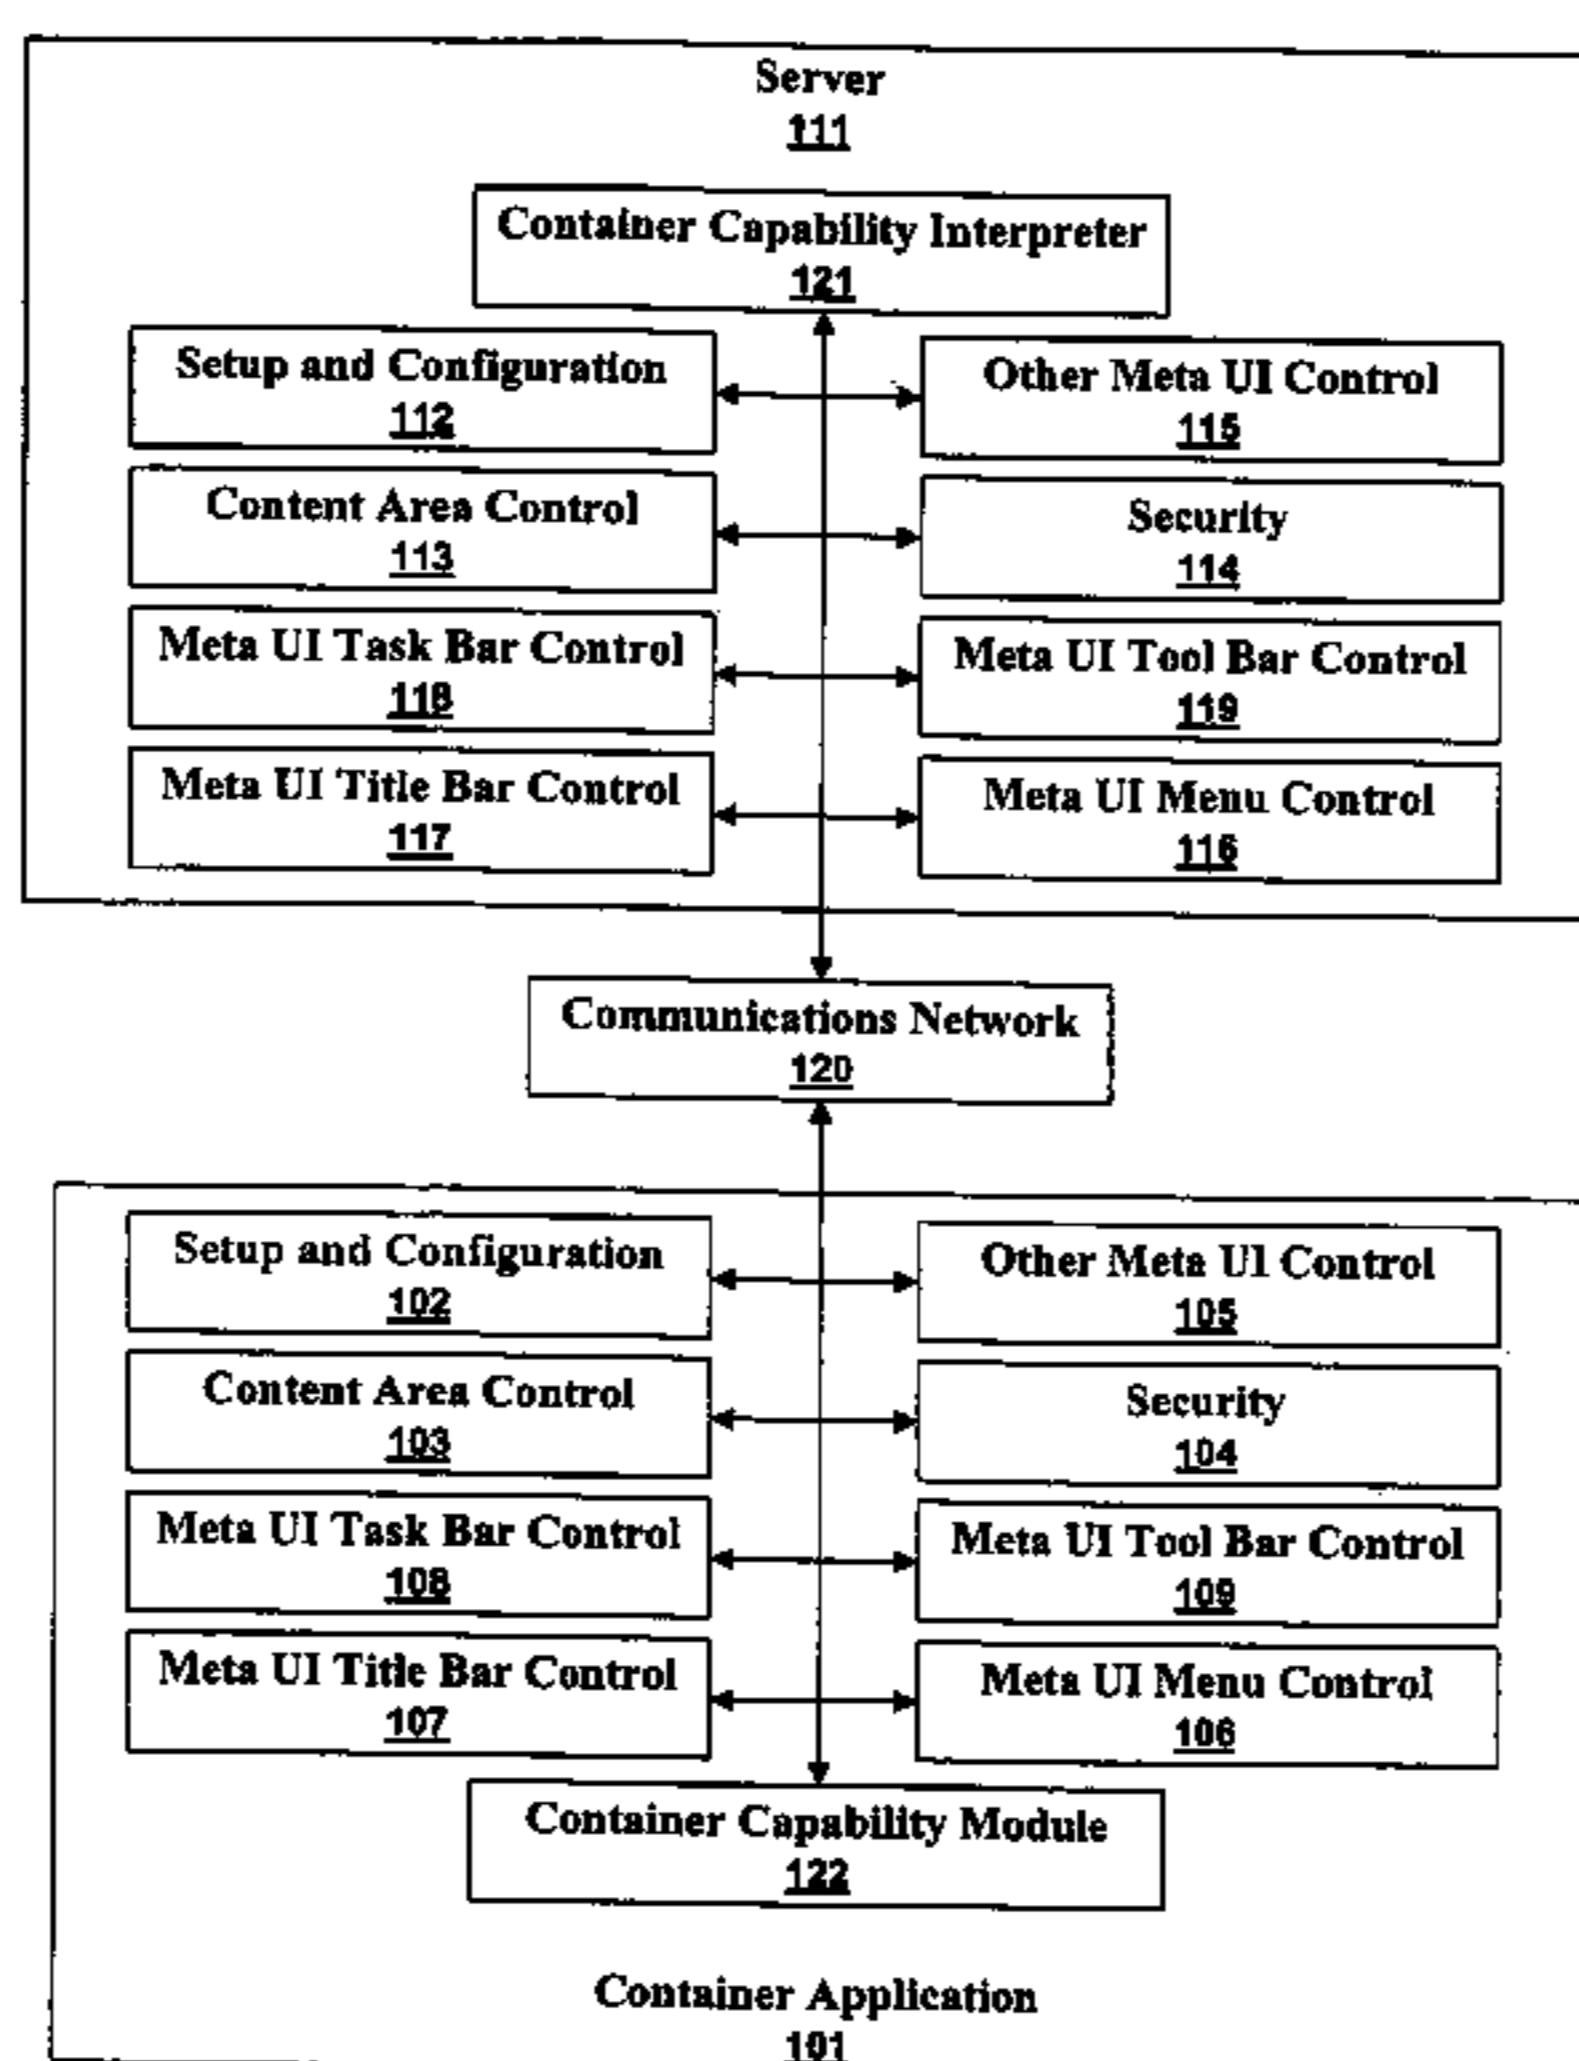 Server
111
Container Capability Interpreter
121
Setup and Configuration
112
Other Meta UI Control
115
Content Area Control
113
Security
114
Meta UI Task Bar Control
118
Meta UI Tool Bar Control
119
Meta UI Title Bar Control
117
Meta UI Menu Control
116
Communications Network
120
Setup and Configuration
102
Other Meta UI Control
105
Content Area Control
103
Security
104
Meta UI Task Bar Control
108
Meta UI Tool Bar Control
109
Meta UI Title Bar Control
107
Meta UI Menu Control
106
Container Capability Module
122
Container Application
101